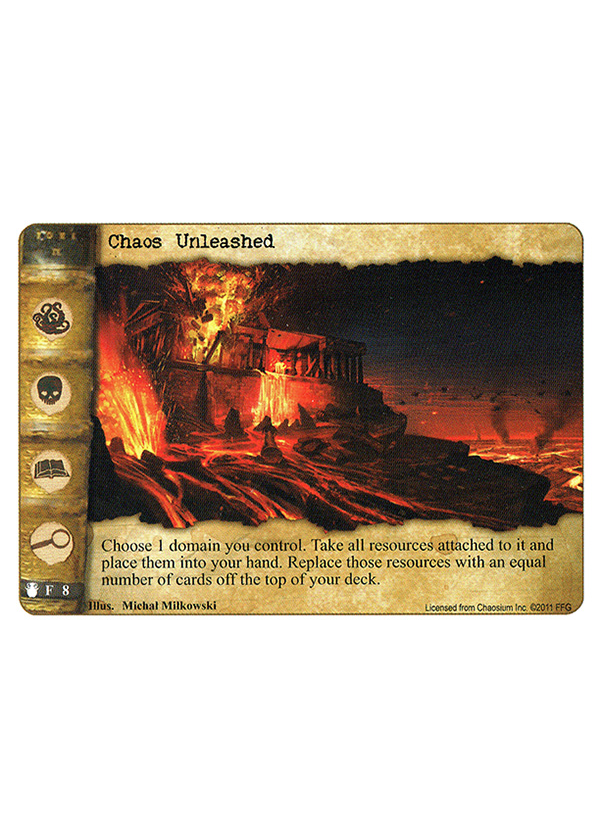 Chaos Unleashed
Choose 1 domain you control. Take all resources attached to it and
place them into your hand. Replace those resources with an equal
number of cards off the top of your deck.
F 8
Illus. Michał Miłkowski
Licensed from Chaosium Inc. ©2011 FFG